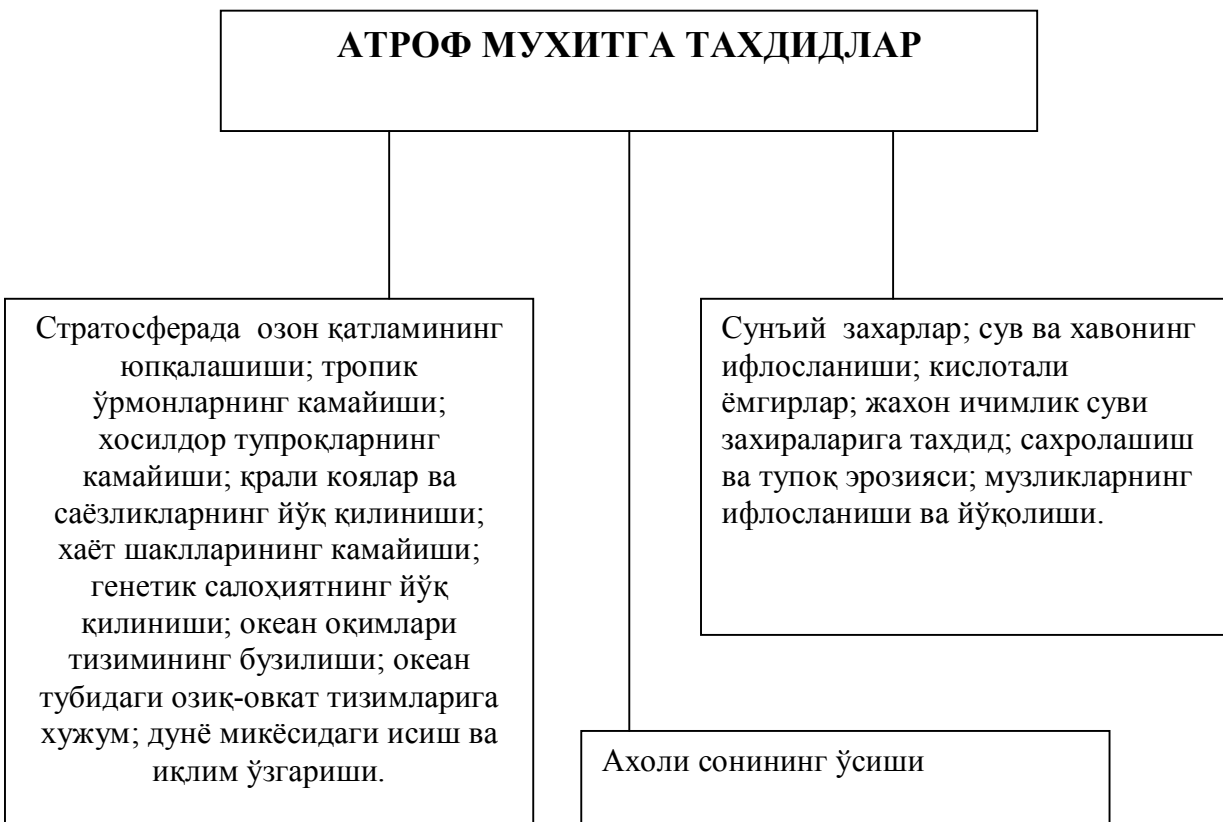 АТРОФ МУХИТГА ТАХДИДЛАР
Стратосферада озон қатламининг
юпқалашиши; тропик
ўрмонларнинг камайиши;
хосилдор тупроқларнинг
камайиши; қрали коялар ва
саёзликларнинг йўқ қилиниши;
хаёт шаклларининг камайиши;
генетик салоҳиятнинг йўқ
қилиниши; океан оқимлари
тизимининг бузилиши; океан
тубидаги озиқ-овкат тизимларига
хужум; дунё микёсидаги исиш ва
иқлим ўзгариши.
Сунъий захарлар; сув ва хавонинг
ифлосланиши; кислотали
ёмгирлар; жахон ичимлик суви
захираларига тахдид; сахролашиш
ва тупоқ эрозияси; музликларнинг
ифлосланиши ва йўқолиши.
Ахоли сонининг ўсиши